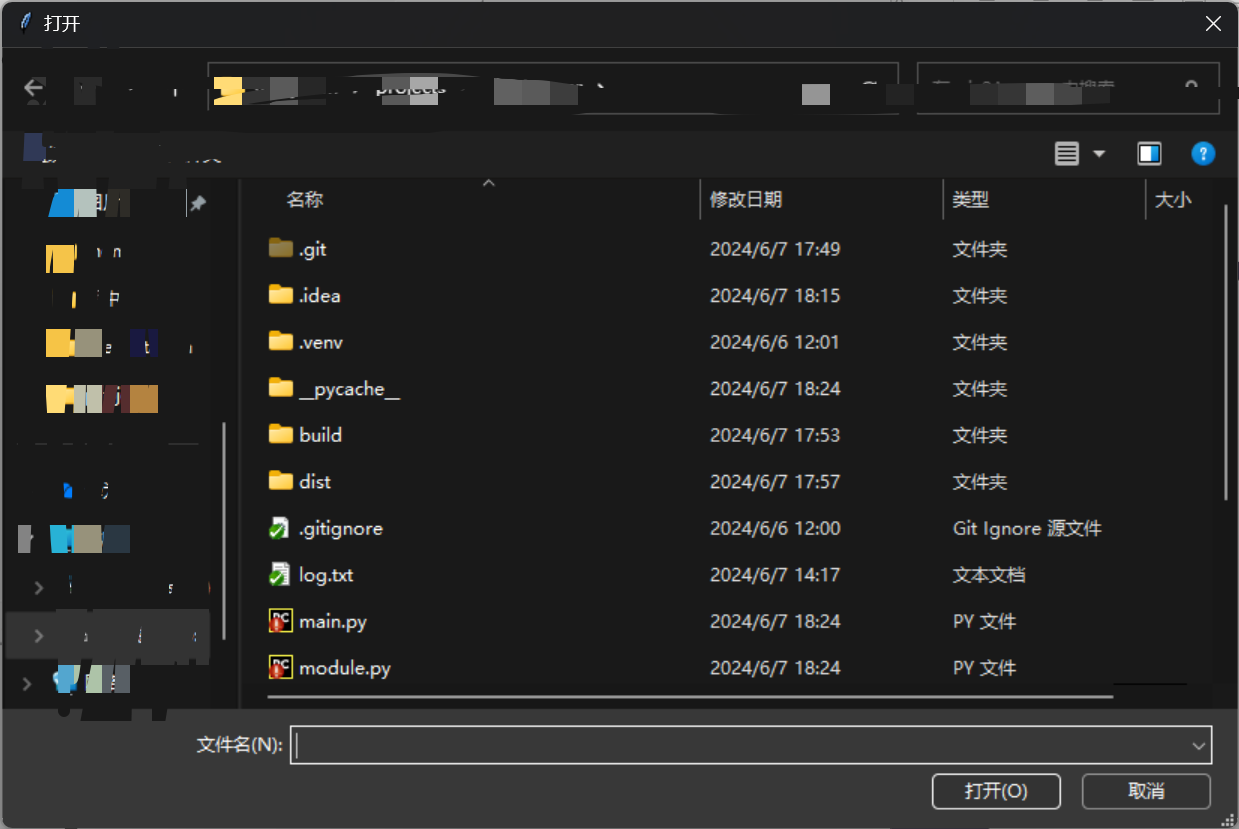 打开
projects
名称 修改日期 类型 大小
.git 2024/6/7 17:49 文件夹
.idea 2024/6/7 18:15 文件夹
.venv 2024/6/6 12:01 文件夹
__pycache__ 2024/6/7 18:24 文件夹
build 2024/6/7 17:53 文件夹
dist 2024/6/7 17:57 文件夹
.gitignore 2024/6/6 12:00 Git Ignore 源文件
log.txt 2024/6/7 14:17 文本文档
main.py 2024/6/7 18:24 PY 文件
module.py 2024/6/7 18:24 PY 文件
文件名(N):
打开(O) 取消